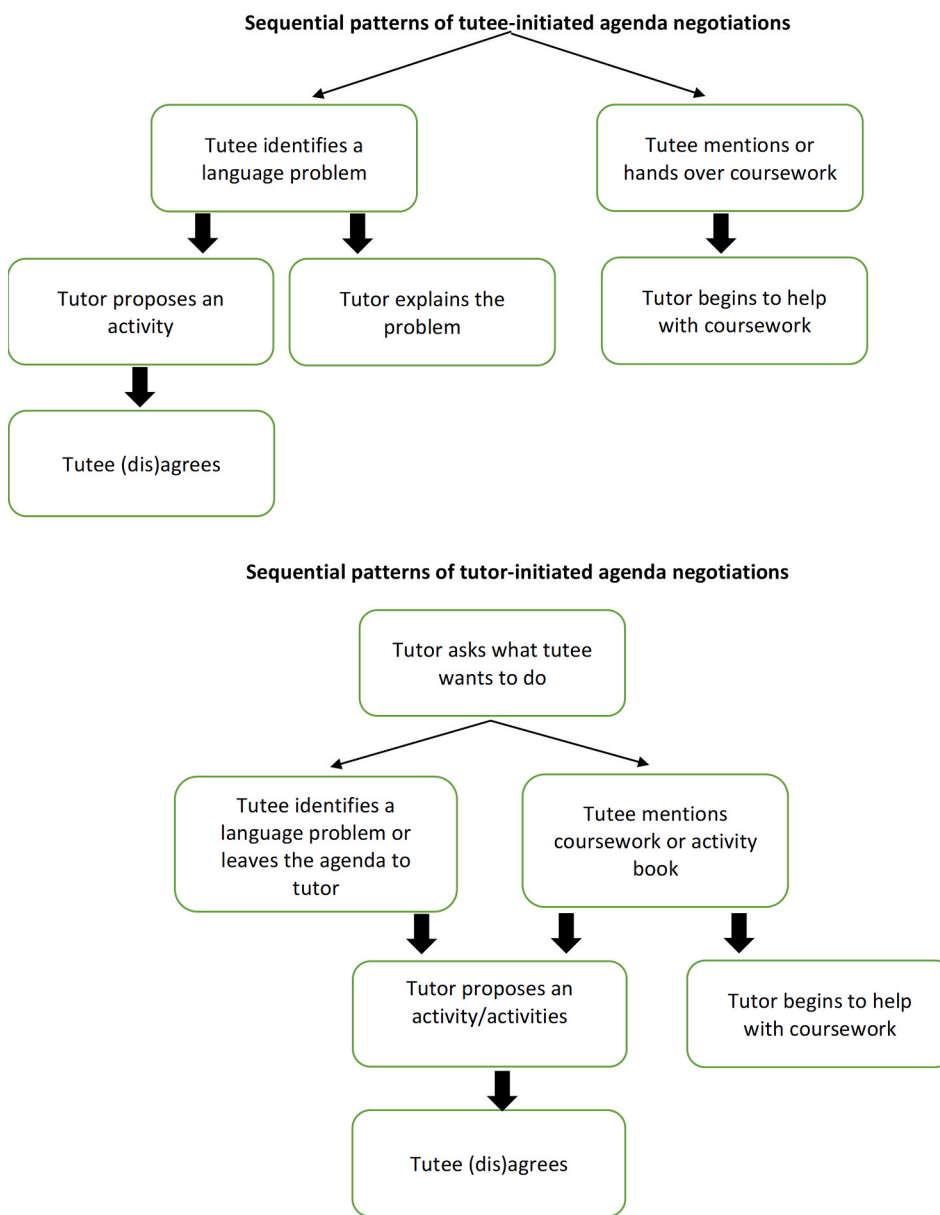 Sequential patterns of tutee-initiated agenda negotiations
Tutee identifies a
language problem
Tutee mentions or
hands over coursework
Tutor proposes an
activity
Tutor explains the
problem
Tutor begins to help
with coursework
Tutee (dis)agrees
Sequential patterns of tutor-initiated agenda negotiations
Tutor asks what tutee
wants to do
Tutee identifies a
language problem or
leaves the agenda to
tutor
Tutee mentions
coursework or activity
book
Tutor proposes an
activity/activities
Tutor begins to help
with coursework
Tutee (dis)agrees